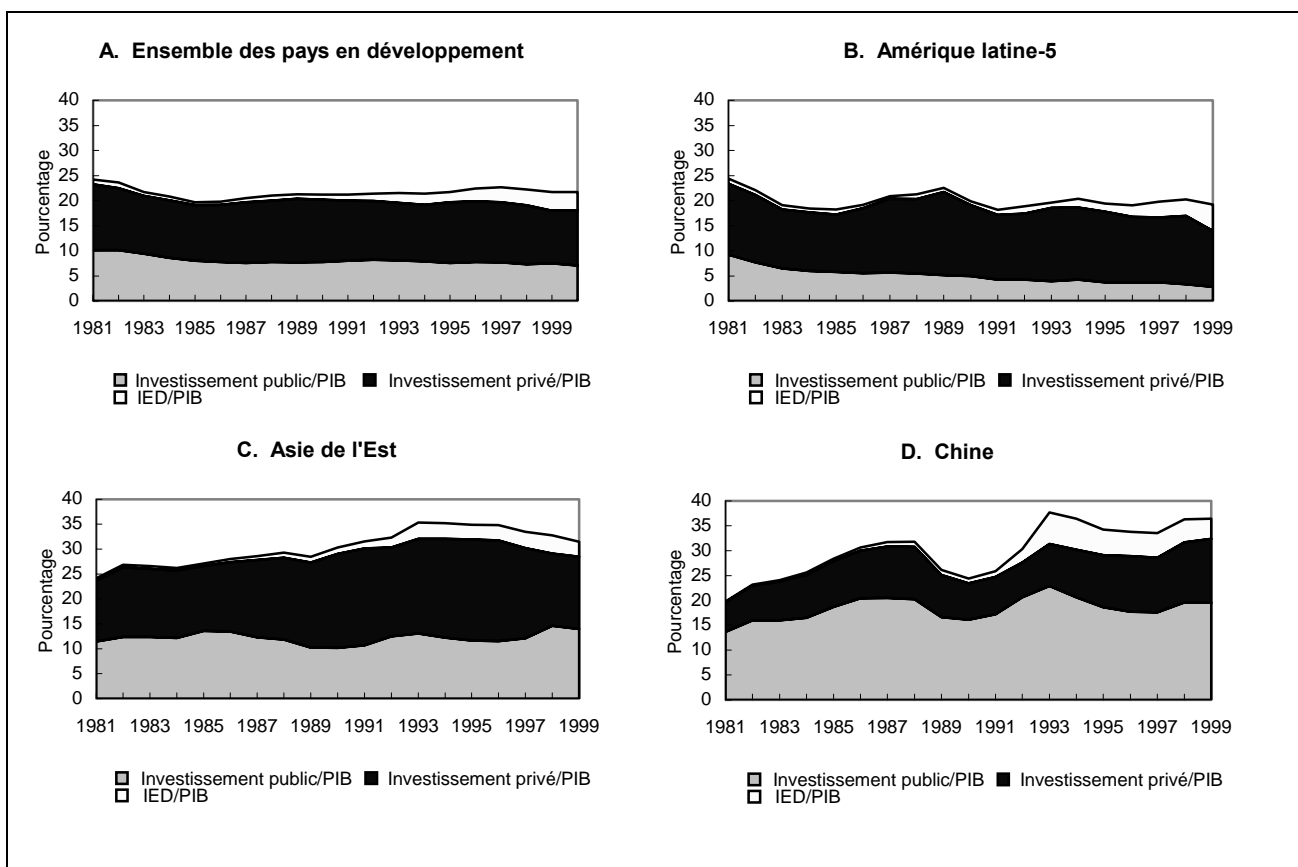 A. Ensemble des pays en développement
Pourcentage
40
35
30
25
20
15
10
5
0
1981 1983 1985 1987 1989 1991 1993 1995 1997 1999
Investissement public/PIB Investissement privé/PIB
IED/PIB
B. Amérique latine-5
Pourcentage
40
35
30
25
20
15
10
5
0
1981 1983 1985 1987 1989 1991 1993 1995 1997 1999
Investissement public/PIB Investissement privé/PIB
IED/PIB
C. Asie de l'Est
Pourcentage
40
35
30
25
20
15
10
5
0
1981 1983 1985 1987 1989 1991 1993 1995 1997 1999
Investissement public/PIB Investissement privé/PIB
IED/PIB
D. Chine
Pourcentage
40
35
30
25
20
15
10
5
0
1981 1983 1985 1987 1989 1991 1993 1995 1997 1999
Investissement public/PIB Investissement privé/PIB
IED/PIB